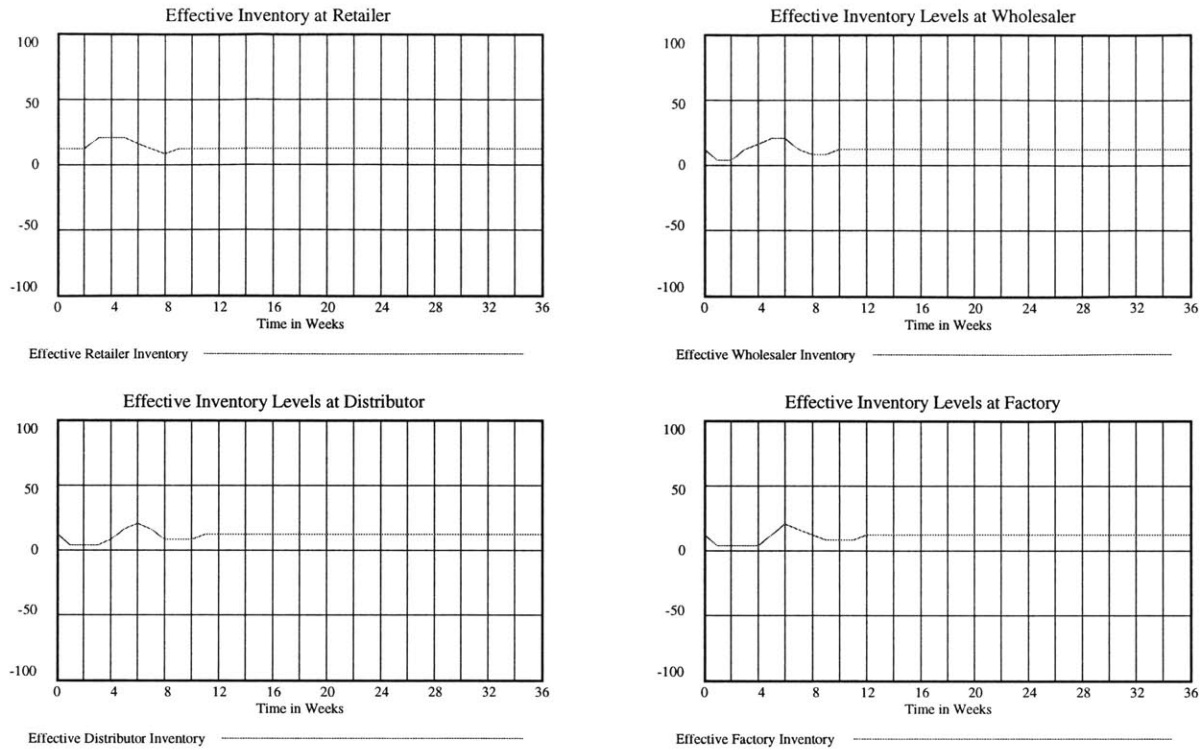 Effective Inventory at Retailer
100
50
0
-50
-100
0 4 8 12 16 20 24 28 32 36
Time in Weeks
Effective Retailer Inventory
Effective Inventory Levels at Wholesaler
100
50
0
-50
-100
0 4 8 12 16 20 24 28 32 36
Time in Weeks
Effective Wholesaler Inventory
Effective Inventory Levels at Distributor
100
50
0
-50
-100
0 4 8 12 16 20 24 28 32 36
Time in Weeks
Effective Distributor Inventory
Effective Inventory Levels at Factory
100
50
0
-50
-100
0 4 8 12 16 20 24 28 32 36
Time in Weeks
Effective Factory Inventory